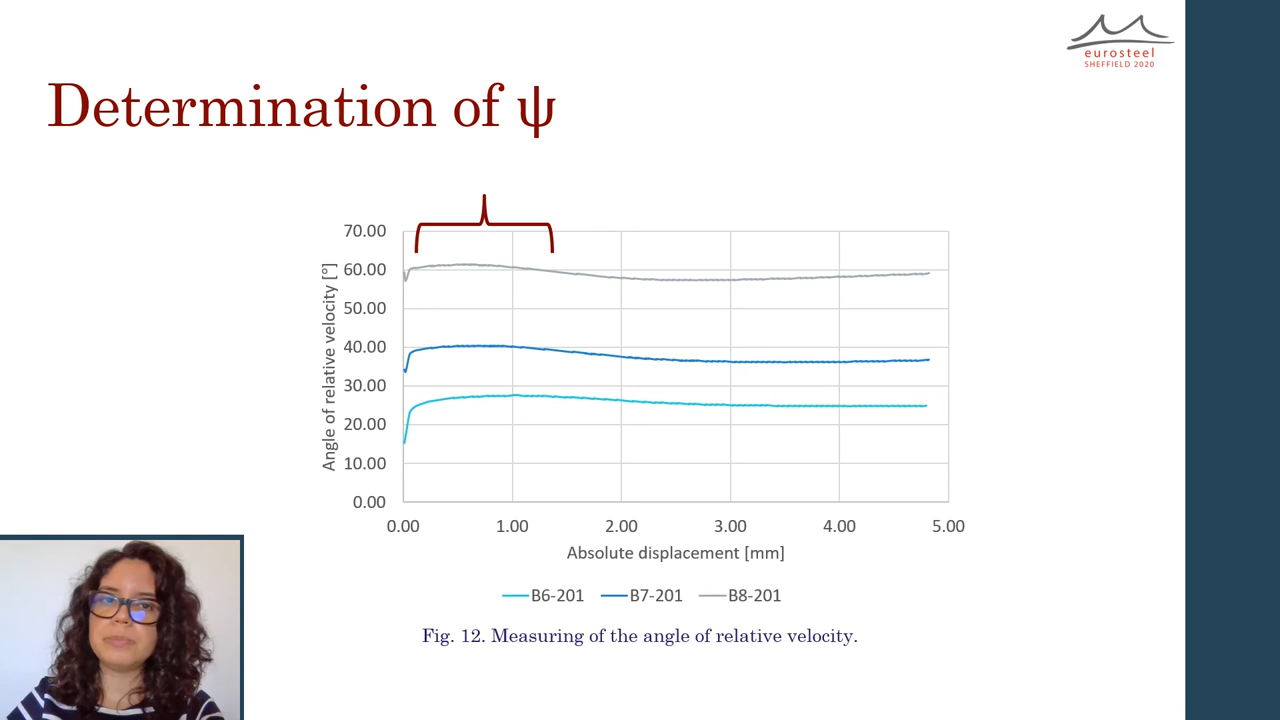 eurosteel
SHEFFIELD 2020
Determination of ψ
70.00
60.00
50.00
40.00
30.00
20.00
10.00
0.00
Angle of relative velocity [°]
0.00 1.00 2.00 3.00 4.00 5.00
Absolute displacement [mm]
B6-201 B7-201 B8-201
Fig. 12. Measuring of the angle of relative velocity.